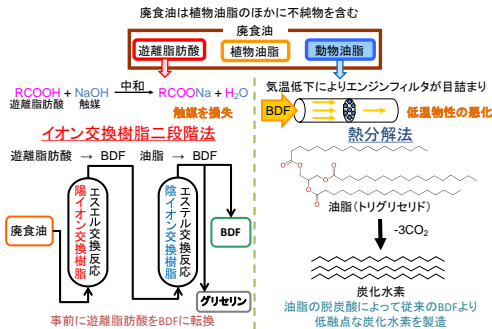 廃食油は植物油脂のほかに不純物を含む
廃食油
遊離脂肪酸
植物油脂
動物油脂
RCOOH + NaOH 中和 RCOONa + H₂O
遊離脂肪酸 触媒
触媒を損失
イオン交換樹脂二段階法
遊離脂肪酸 → BDF 油脂 → BDF
廃食油
陽イオン交換樹脂
エステル交換反応
陰イオン交換樹脂
エステル交換反応
BDF
グリセリン
事前に遊離脂肪酸をBDFに転換
気温低下によりエンジンフィルタが目詰まり
BDF
低温物性の悪化
熱分解法
O
O
O
O
O
O
油脂(トリグリセリド)
-3CO₂
炭化水素
油脂の脱炭酸によって従来のBDFより
低融点な炭化水素を製造